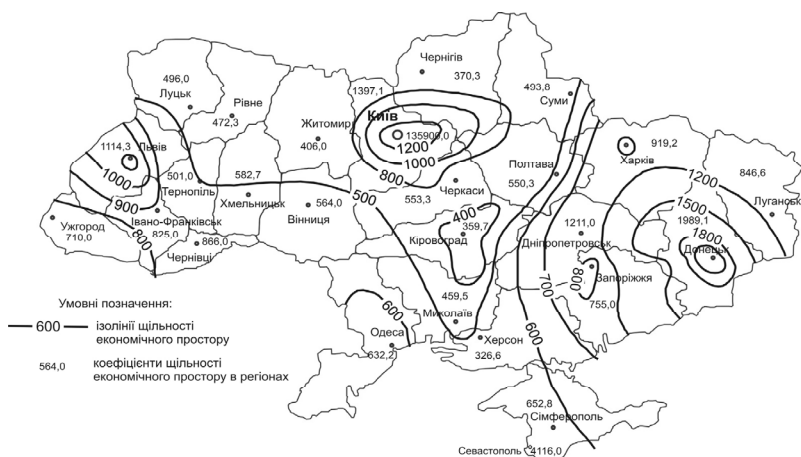 Чернігів
370,3
496,0
Луцьк
Рівне
472,3
Житомир
406,0
1397,1
Київ
135900,0
1200
1000
800
493,8
Суми
1114,3
Львів
1000
900
800
501,0
Тернопіль
582,7
Хмельницьк
564,0
Вінниця
500
Черкаси
553,3
Полтава
550,3
Харків
919,2
1200
846,6
Луганськ
1500
1989,1
1800
Донецьк
Ужгород
710,0
Івано-Франківськ
825,0
866,0
Чернівці
400
359,7
Кіровоград
1211,0
Дніпропетровськ
Запоріжжя
800
755,0
700
600
459,5
Миколаїв
600
Одеса
632,2
Херсон
326,6
652,8
Сімферополь
Севастополь 4116,0
Умовні позначення:
600 ізолінії щільності
економічного простору
564,0 коефіцієнти щільності
економічного простору в регіонах